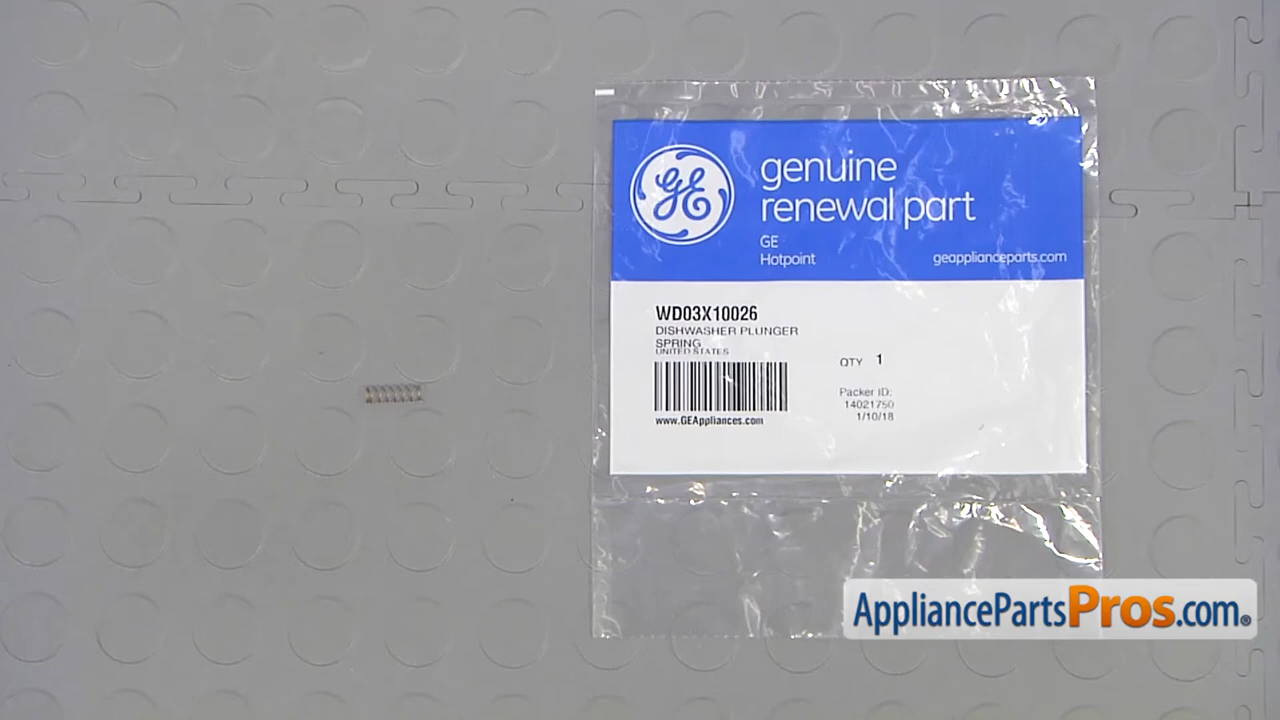 GE
genuine
renewal part
GE
Hotpoint
geapplianceparts.com
WD03X10026
DISHWASHER PLUNGER
SPRING
UNITED STATES
QTY 1
Packer ID:
14021750
1/10/18
www.GEAppliances.com
AppliancePartsPros.com®